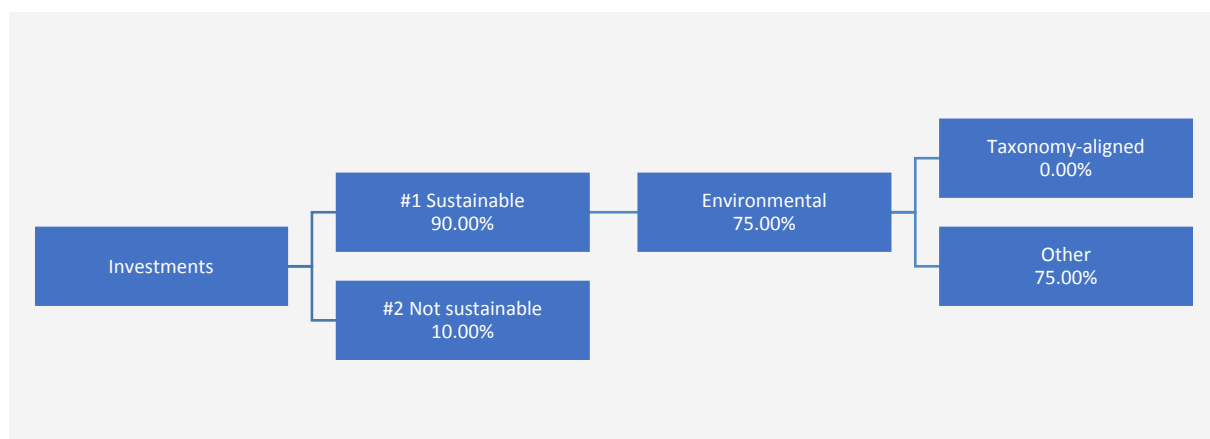 Investments
#1 Sustainable
90.00%
#2 Not sustainable
10.00%
Environmental
75.00%
Taxonomy-aligned
0.00%
Other
75.00%